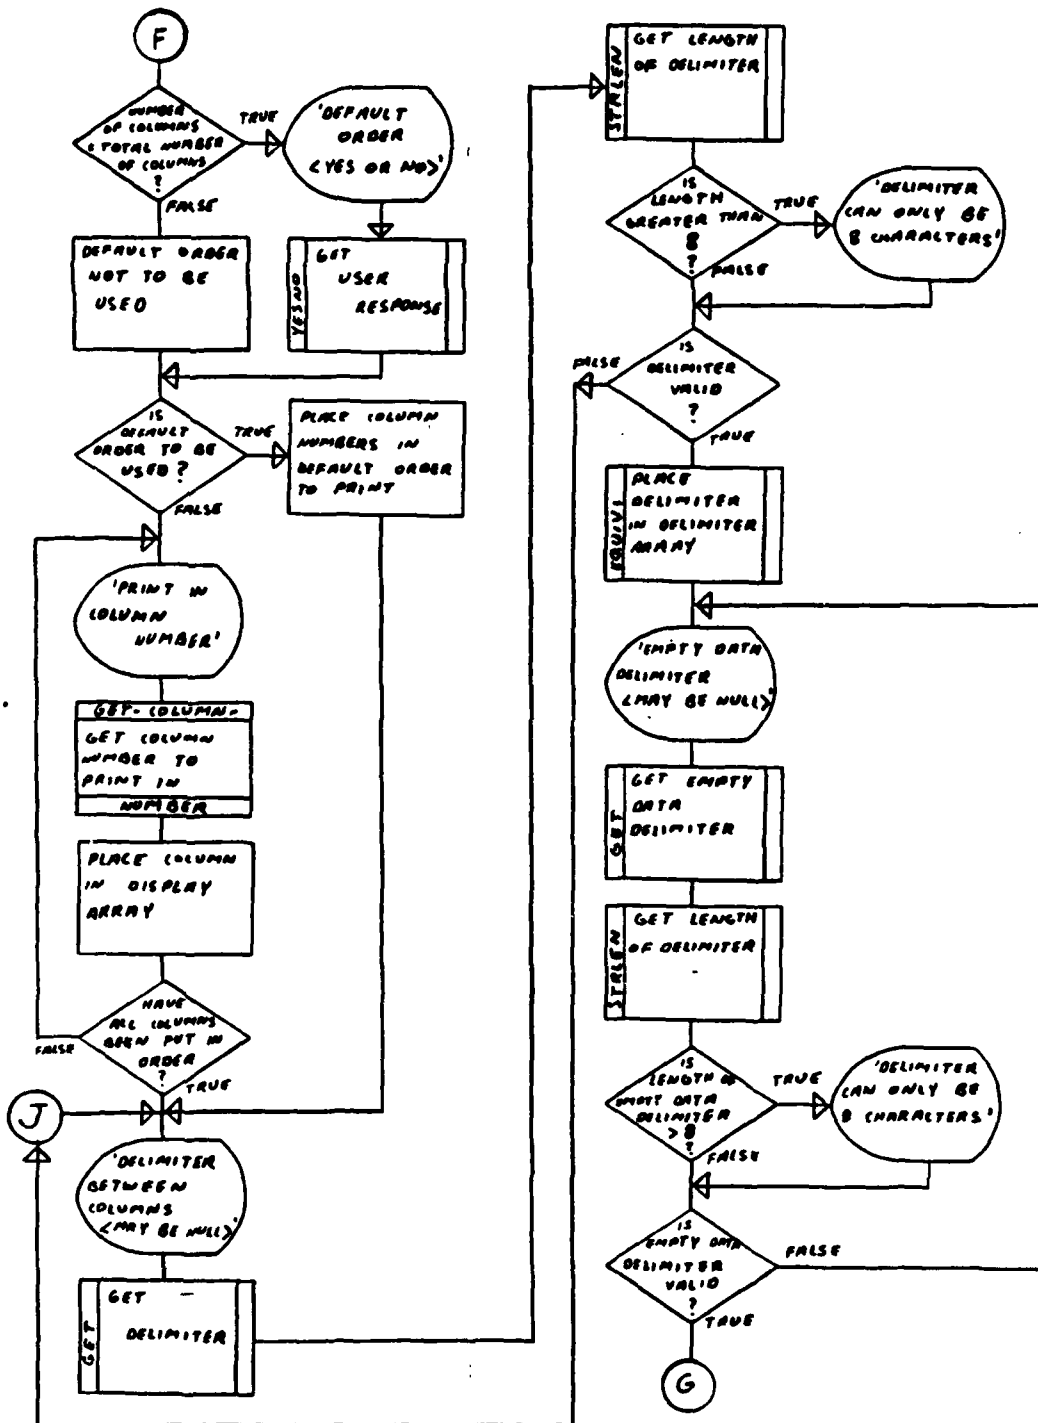 F
NUMBER
OF COLUMNS
< TOTAL NUMBER
OF COLUMNS
?
TRUE
FALSE
'DEFAULT
ORDER
<YES OR NO>'
DEFAULT ORDER
NOT TO BE
USED
YESNO
GET
USER
RESPONSE
IS
DEFAULT
ORDER TO BE
USED?
TRUE
FALSE
PLACE COLUMN
NUMBERS IN
DEFAULT ORDER
TO PRINT
'PRINT IN
COLUMN
NUMBER'
GET-COLUMN-
GET COLUMN
NUMBER TO
PRINT IN
NUMBER
PLACE COLUMN
IN DISPLAY
ARRAY
HAVE
ALL COLUMNS
BEEN PUT IN
ORDER
?
FALSE
TRUE
J
'DELIMITER
BETWEEN
COLUMNS
<MAY BE NULL>'
GET
GET
DELIMITER
STRLEN
GET LENGTH
OF DELIMITER
IS
LENGTH
GREATER THAN
8
?
TRUE
FALSE
'DELIMITER
CAN ONLY BE
8 CHARACTERS'
IS
DELIMITER
VALID
?
FALSE
TRUE
EQUIV1
PLACE
DELIMITER
IN DELIMITER
ARRAY
'EMPTY DATA
DELIMITER
<MAY BE NULL>'
GET
GET EMPTY
DATA
DELIMITER
STRLEN
GET LENGTH
OF DELIMITER
IS
LENGTH OF
EMPTY DATA
DELIMITER
> 8
?
TRUE
FALSE
'DELIMITER
CAN ONLY BE
8 CHARACTERS'
IS
EMPTY DATA
DELIMITER
VALID
?
FALSE
TRUE
G